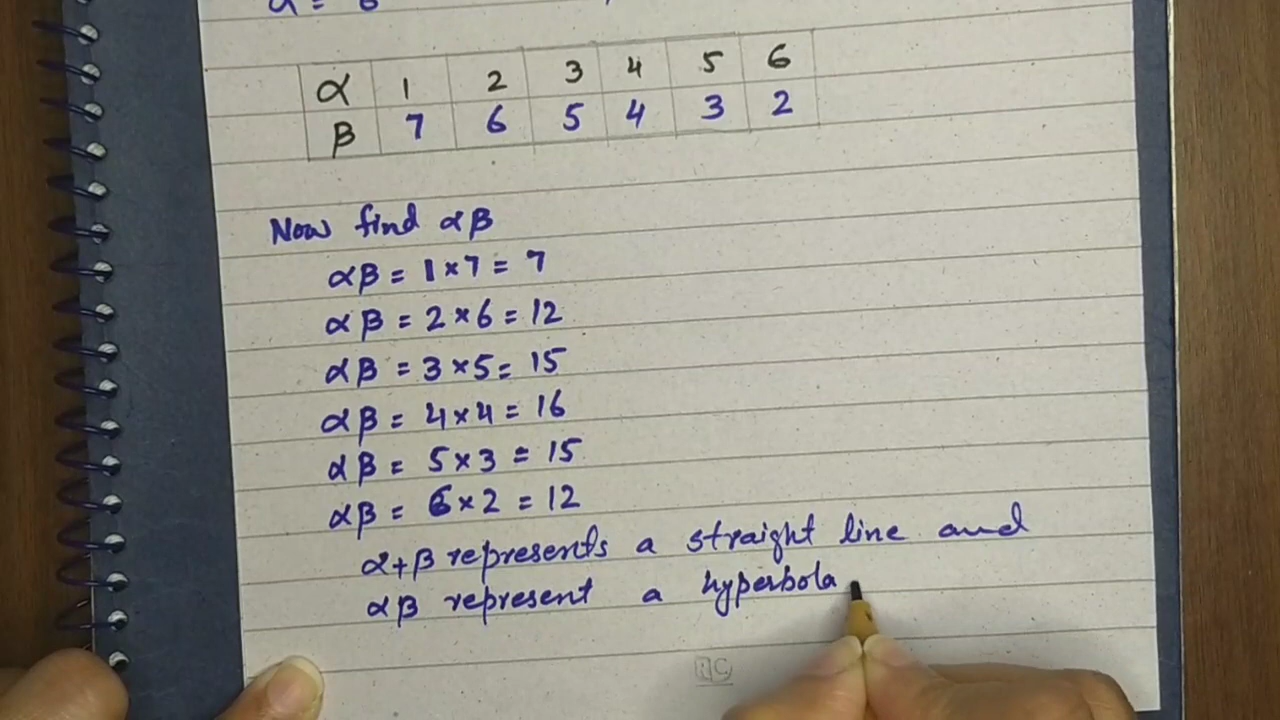 α = 6
α 1 2 3 4 5 6
β 7 6 5 4 3 2
Now find αβ
αβ = 1×7 = 7
αβ = 2×6 = 12
αβ = 3×5 = 15
αβ = 4×4 = 16
αβ = 5×3 = 15
αβ = 6×2 = 12
α+β represents a straight line and
αβ represent a hyperbola
RC